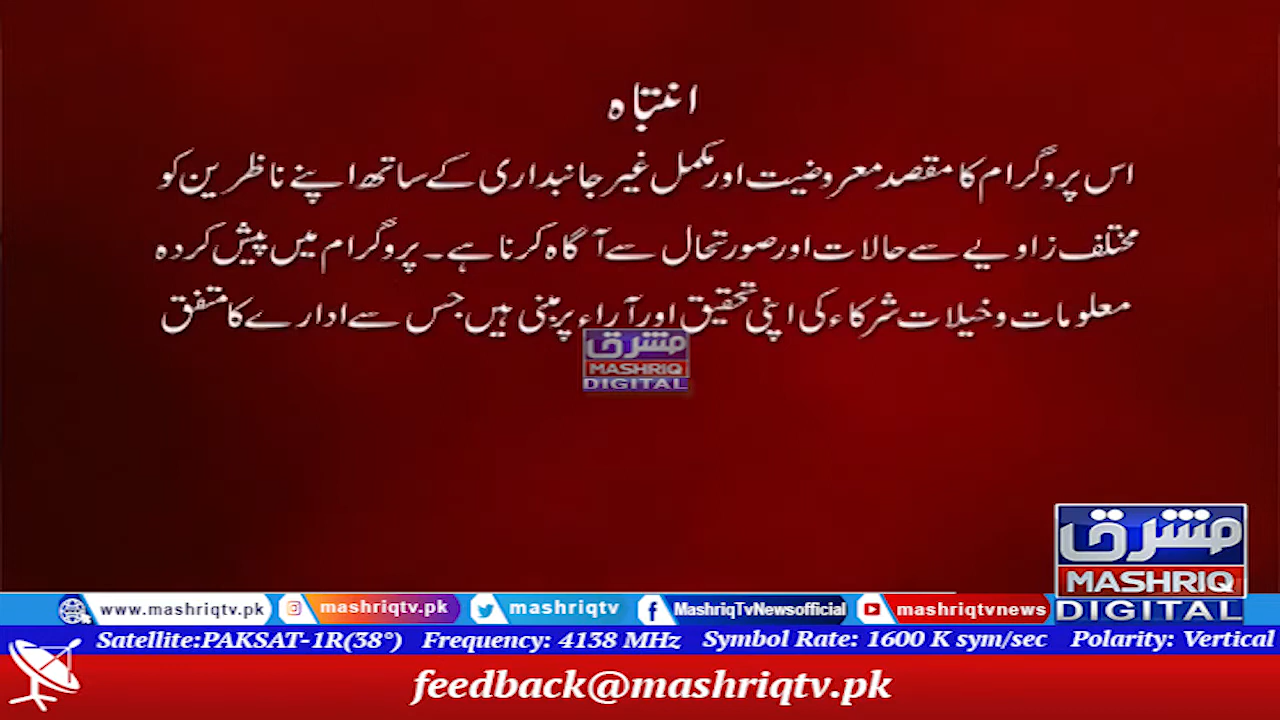 انتباہ
اس پروگرام کا مقصد معروضیت اور مکمل غیر جانبداری کے ساتھ اپنے ناظرین کو
مختلف زاویے سے حالات اور صورتحال سے آگاہ کرنا ہے۔ پروگرام میں پیش کردہ
معلومات و خیلات شرکاء کی اپنی تحقیق اور آراء پر مبنی ہیں جس سے ادارے کا متفق
مشرق
MASHRIQ
DIGITAL
مشرق
MASHRIQ
DIGITAL
www.mashriqtv.pk mashriqtv.pk mashriqtv MashriqTvNewsofficial mashriqtvnews
Satellite:PAKSAT-1R(38°) Frequency: 4138 MHz Symbol Rate: 1600 K sym/sec Polarity: Vertical
feedback@mashriqtv.pk